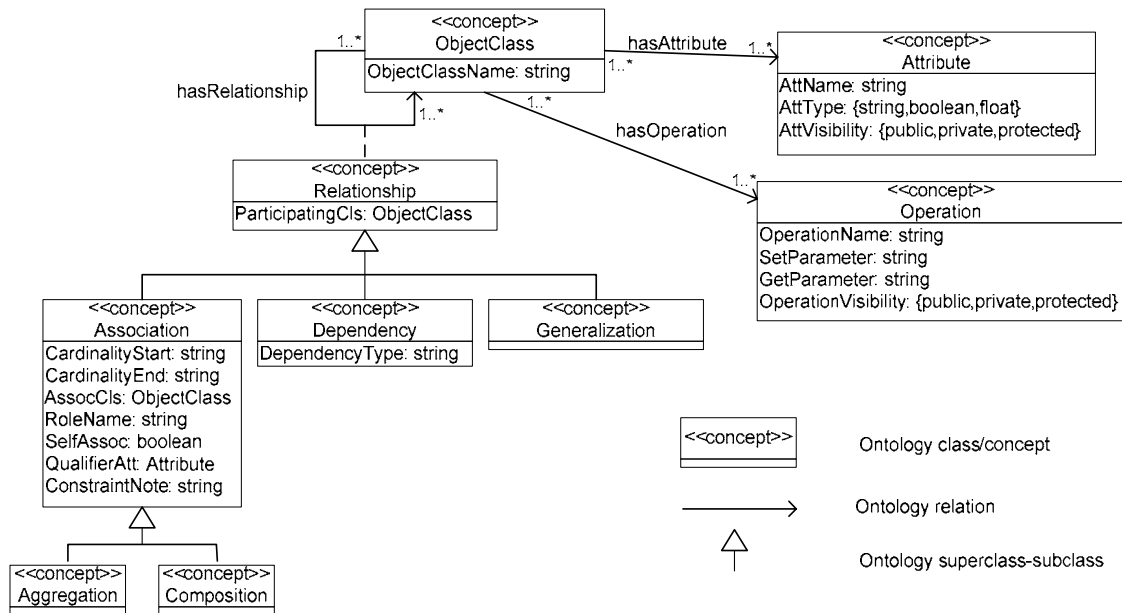 <<concept>>
ObjectClass
ObjectClassName: string
1..*
1..*
hasRelationship
hasAttribute
1..*
1..*
<<concept>>
Attribute
AttName: string
AttType: {string,boolean,float}
AttVisibility: {public,private,protected}
1..*
hasOperation
1..*
<<concept>>
Operation
OperationName: string
SetParameter: string
GetParameter: string
OperationVisibility: {public,private,protected}
<<concept>>
Relationship
ParticipatingCls: ObjectClass
<<concept>>
Association
CardinalityStart: string
CardinalityEnd: string
AssocCls: ObjectClass
RoleName: string
SelfAssoc: boolean
QualifierAtt: Attribute
ConstraintNote: string
<<concept>>
Dependency
DependencyType: string
<<concept>>
Generalization
<<concept>>
Aggregation
<<concept>>
Composition
<<concept>>
Ontology class/concept
Ontology relation
Ontology superclass-subclass